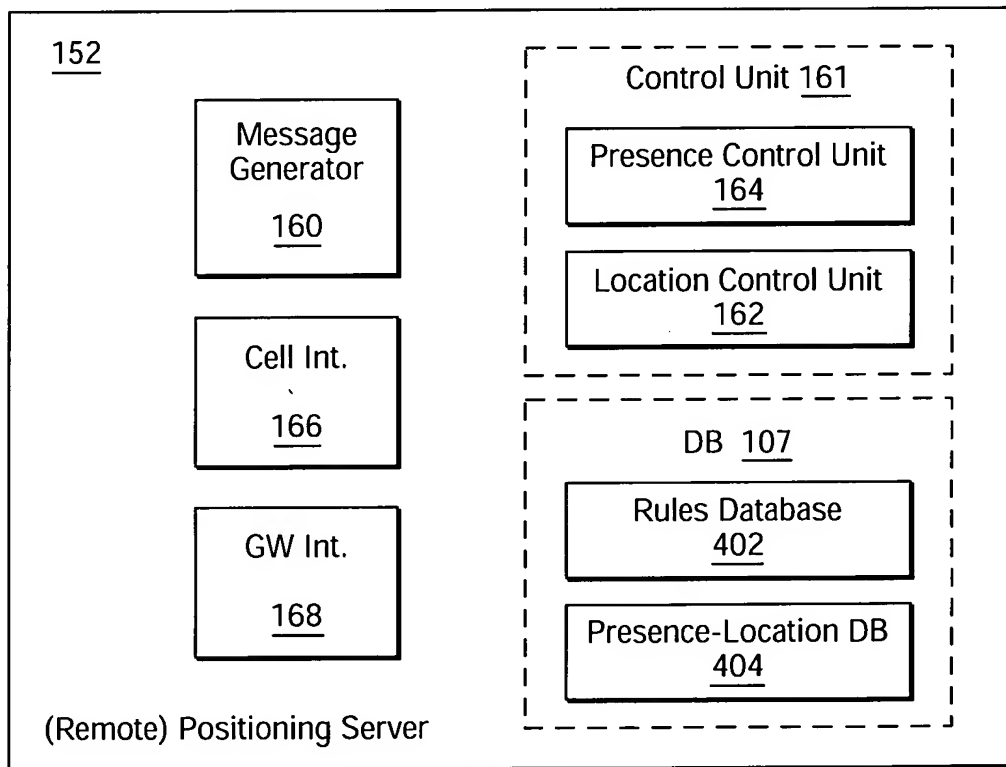 152
Message
Generator
160
Cell Int.
166
GW Int.
168
(Remote) Positioning Server
Control Unit 161
Presence Control Unit
164
Location Control Unit
162
DB 107
Rules Database
402
Presence-Location DB
404